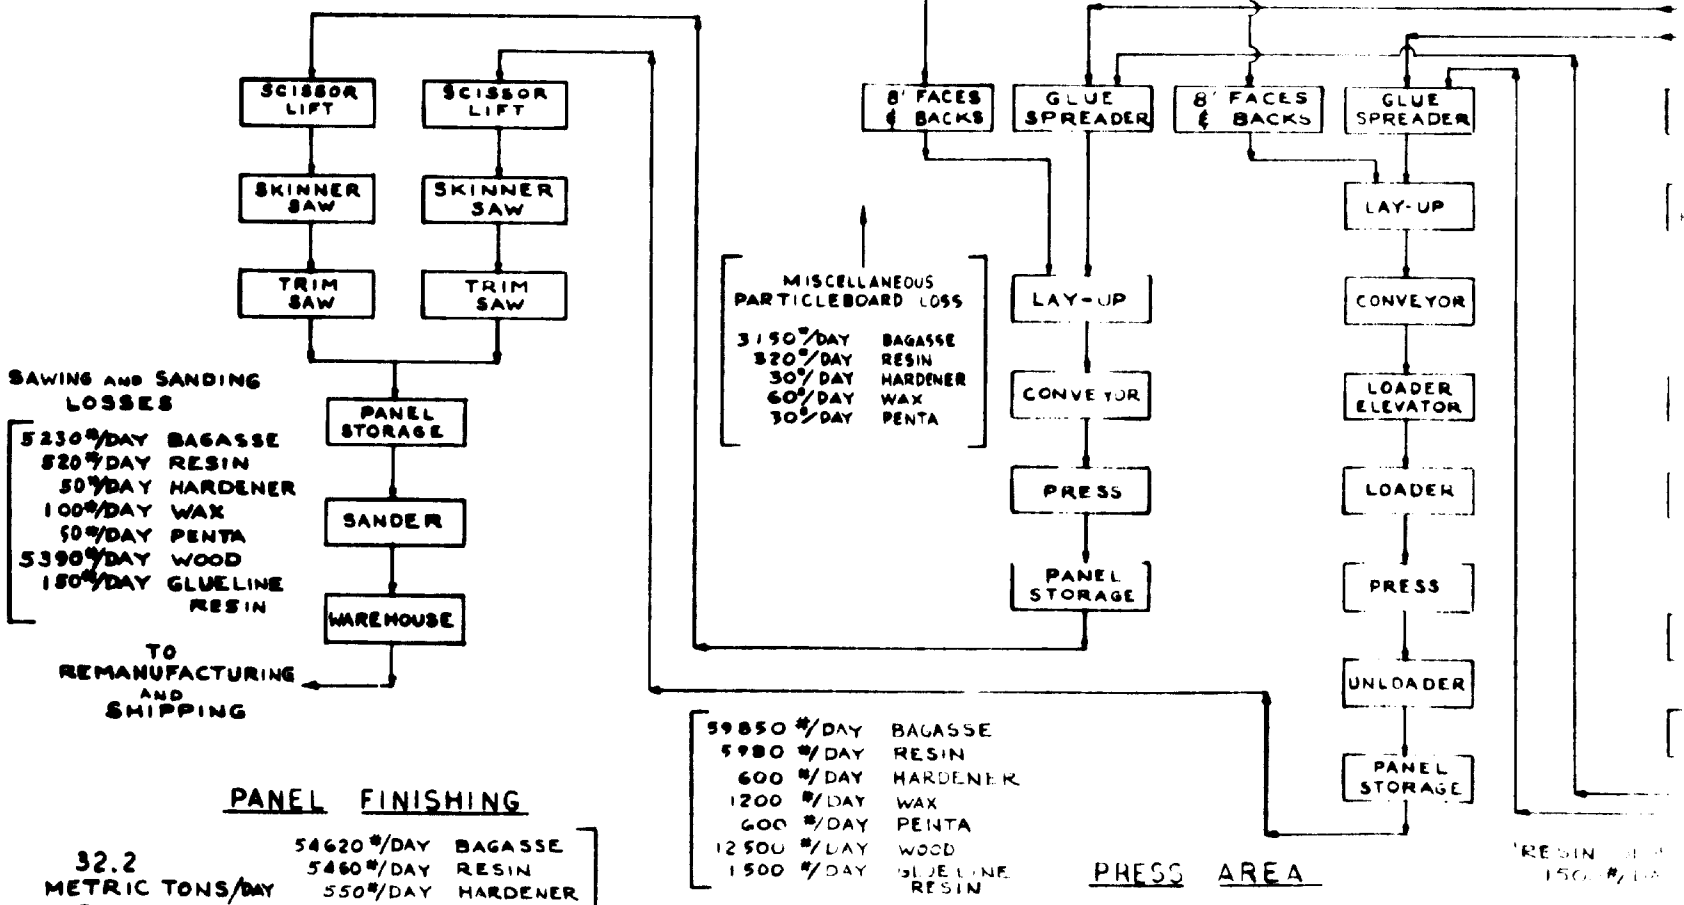 SCISSOR
LIFT
SCISSOR
LIFT
SKINNER
SAW
SKINNER
SAW
TRIM
SAW
TRIM
SAW
SAWING AND SANDING
LOSSES
5230#/DAY BAGASSE
520#/DAY RESIN
50#/DAY HARDENER
100#/DAY WAX
50#/DAY PENTA
5390#/DAY WOOD
150#/DAY GLUELINE
RESIN
PANEL
STORAGE
SANDER
WAREHOUSE
TO
REMANUFACTURING
AND
SHIPPING
PANEL FINISHING
32.2
METRIC TONS/DAY
54620#/DAY BAGASSE
5460#/DAY RESIN
550#/DAY HARDENER
8' FACES
& BACKS
GLUE
SPREADER
8' FACES
& BACKS
GLUE
SPREADER
MISCELLANEOUS
PARTICLEBOARD LOSS
3150#/DAY BAGASSE
320#/DAY RESIN
30#/DAY HARDENER
60#/DAY WAX
30#/DAY PENTA
LAY-UP
CONVEYOR
PRESS
PANEL
STORAGE
LAY-UP
CONVEYOR
LOADER
ELEVATOR
LOADER
PRESS
UNLOADER
PANEL
STORAGE
59850 #/DAY BAGASSE
5980 #/DAY RESIN
600 #/DAY HARDENER
1200 #/DAY WAX
600 #/DAY PENTA
12500 #/DAY WOOD
1500 #/DAY GLUELINE
RESIN
PRESS AREA
RESIN